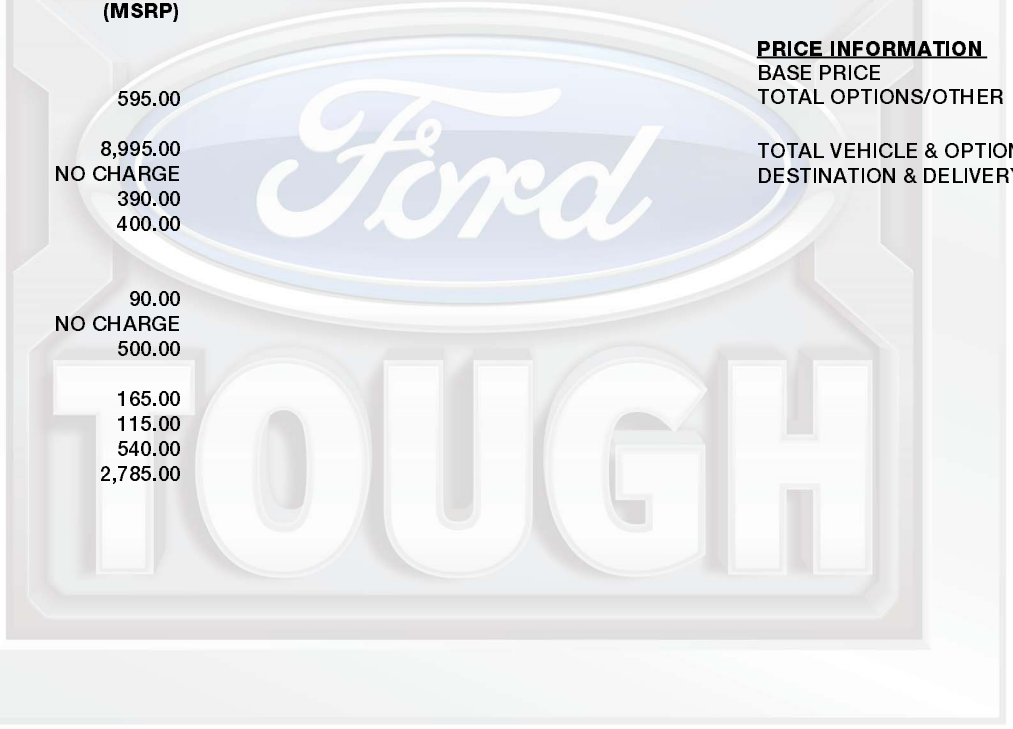 (MSRP)
595.00
8,995.00
NO CHARGE
390.00
400.00
90.00
NO CHARGE
500.00
165.00
115.00
540.00
2,785.00
PRICE INFORMATION
BASE PRICE
TOTAL OPTIONS/OTHER
TOTAL VEHICLE & OPTION
DESTINATION & DELIVERY
Ford
TOUGH